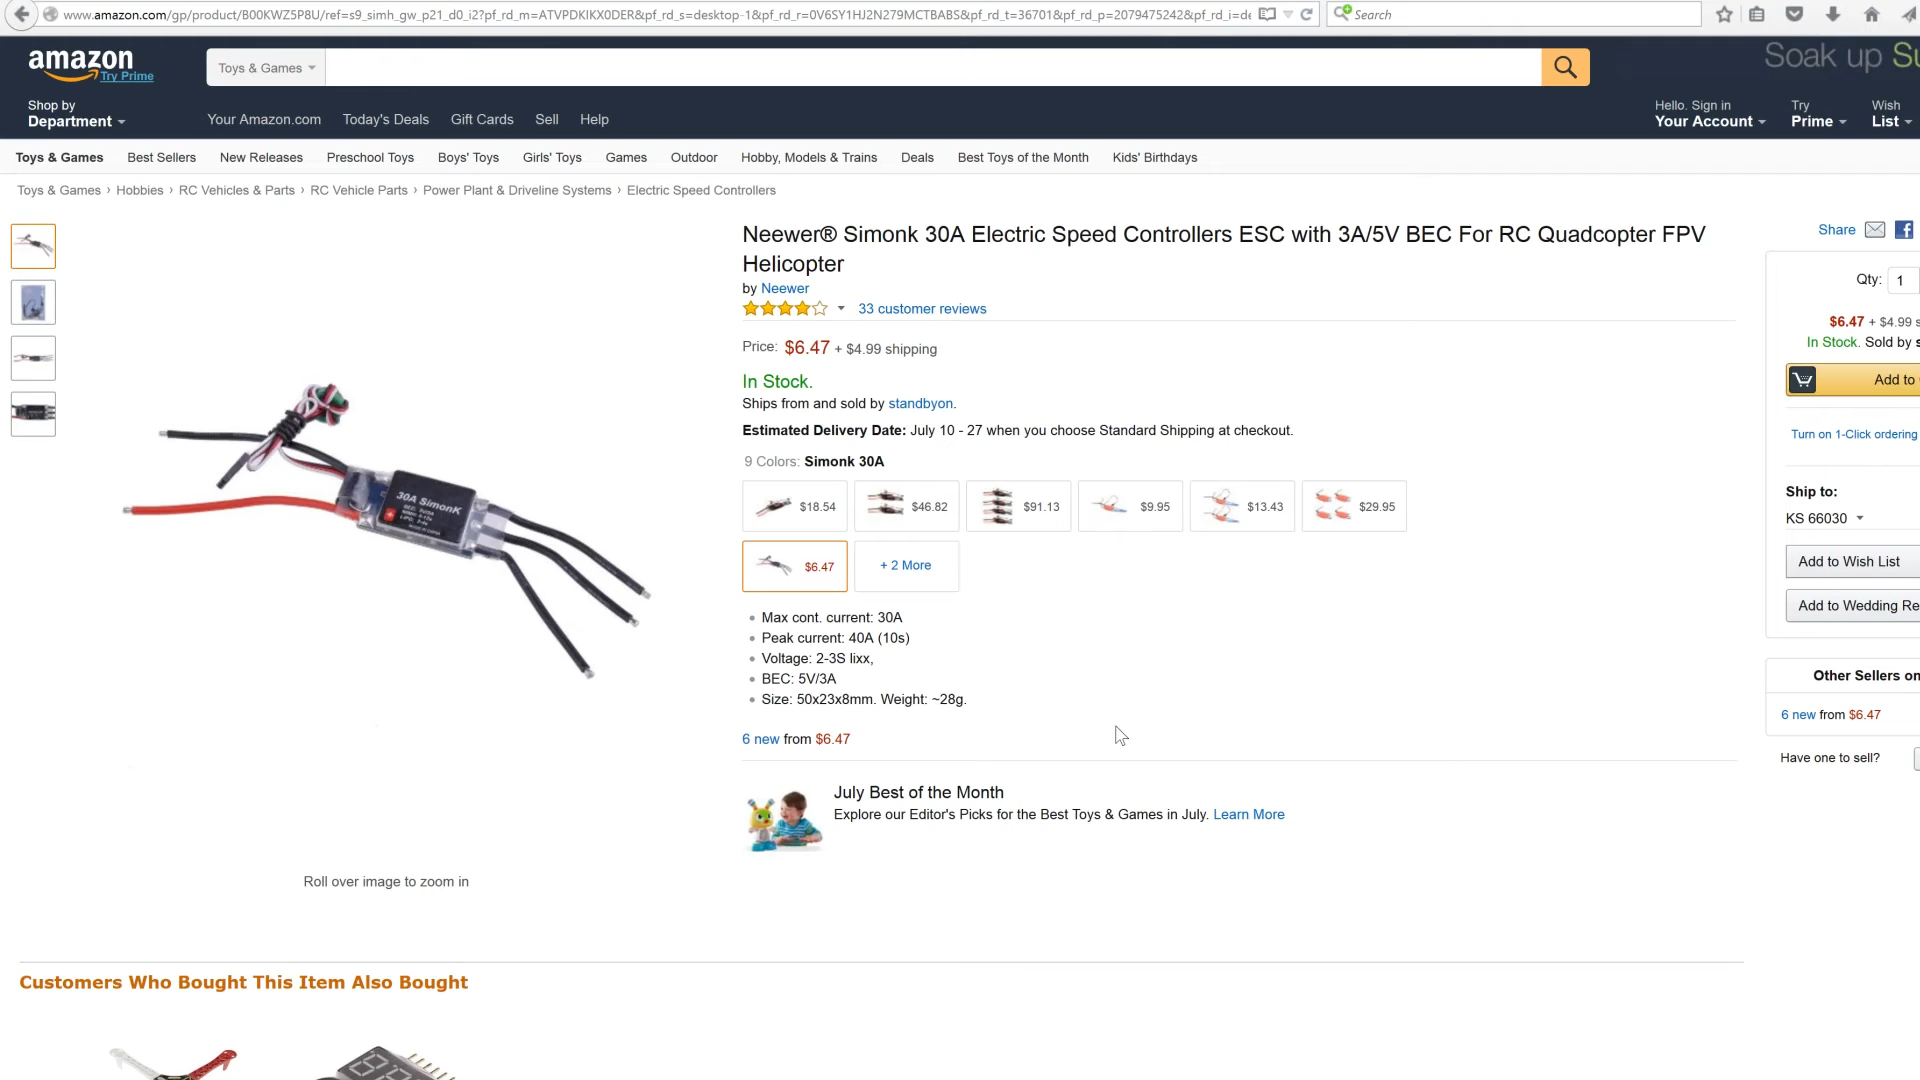 www.amazon.com/gp/product/B00KWZ5P8U/ref=s9_simh_gw_p21_d0_i2?pf_rd_m=ATVPDKIKX0DER&pf_rd_s=desktop-1&pf_rd_r=0V6SY1HJ2N279MCTBABS&pf_rd_t=36701&pf_rd_p=2079475242&pf_rd_i=de
Search
amazon
Try Prime
Toys & Games
Soak up Su
Shop by
Department
Your Amazon.com Today's Deals Gift Cards Sell Help
Hello. Sign in
Your Account
Try
Prime
Wish
List
Toys & Games Best Sellers New Releases Preschool Toys Boys' Toys Girls' Toys Games Outdoor Hobby, Models & Trains Deals Best Toys of the Month Kids' Birthdays
Toys & Games › Hobbies › RC Vehicles & Parts › RC Vehicle Parts › Power Plant & Driveline Systems › Electric Speed Controllers
30A SimonK
Roll over image to zoom in
Neewer® Simonk 30A Electric Speed Controllers ESC with 3A/5V BEC For RC Quadcopter FPV
Helicopter
by Neewer
33 customer reviews
Price: $6.47 + $4.99 shipping
In Stock.
Ships from and sold by standbyon.
Estimated Delivery Date: July 10 - 27 when you choose Standard Shipping at checkout.
9 Colors: Simonk 30A
$18.54 $46.82 $91.13 $9.95 $13.43 $29.95
$6.47 + 2 More
Max cont. current: 30A
Peak current: 40A (10s)
Voltage: 2-3S lixx,
BEC: 5V/3A
Size: 50x23x8mm. Weight: ~28g.
6 new from $6.47
July Best of the Month
Explore our Editor's Picks for the Best Toys & Games in July. Learn More
Share
Qty: 1
$6.47 + $4.99 s
In Stock. Sold by s
Add to
Turn on 1-Click ordering
Ship to:
KS 66030
Add to Wish List
Add to Wedding Re
Other Sellers on
6 new from $6.47
Have one to sell?
Customers Who Bought This Item Also Bought